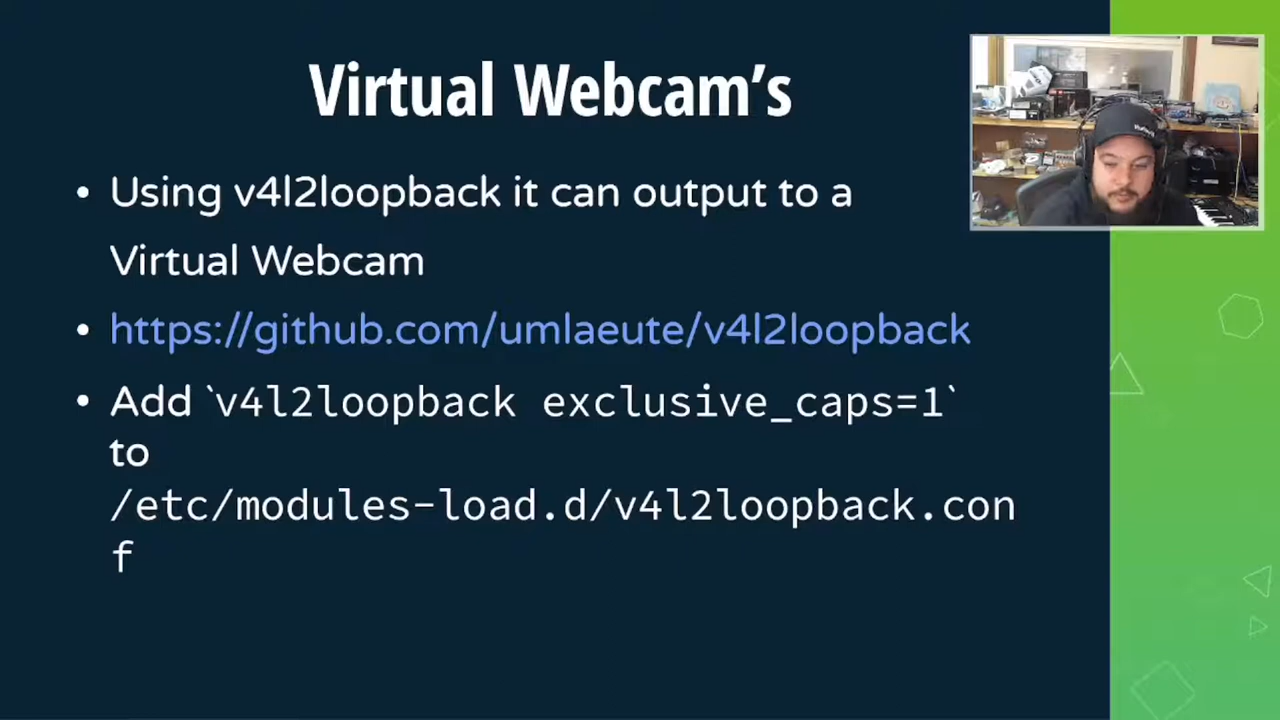 Virtual Webcam’s
• Using v4l2loopback it can output to a
Virtual Webcam
• https://github.com/umlaeute/v4l2loopback
• Add `v4l2loopback exclusive_caps=1`
to
/etc/modules-load.d/v4l2loopback.con
f